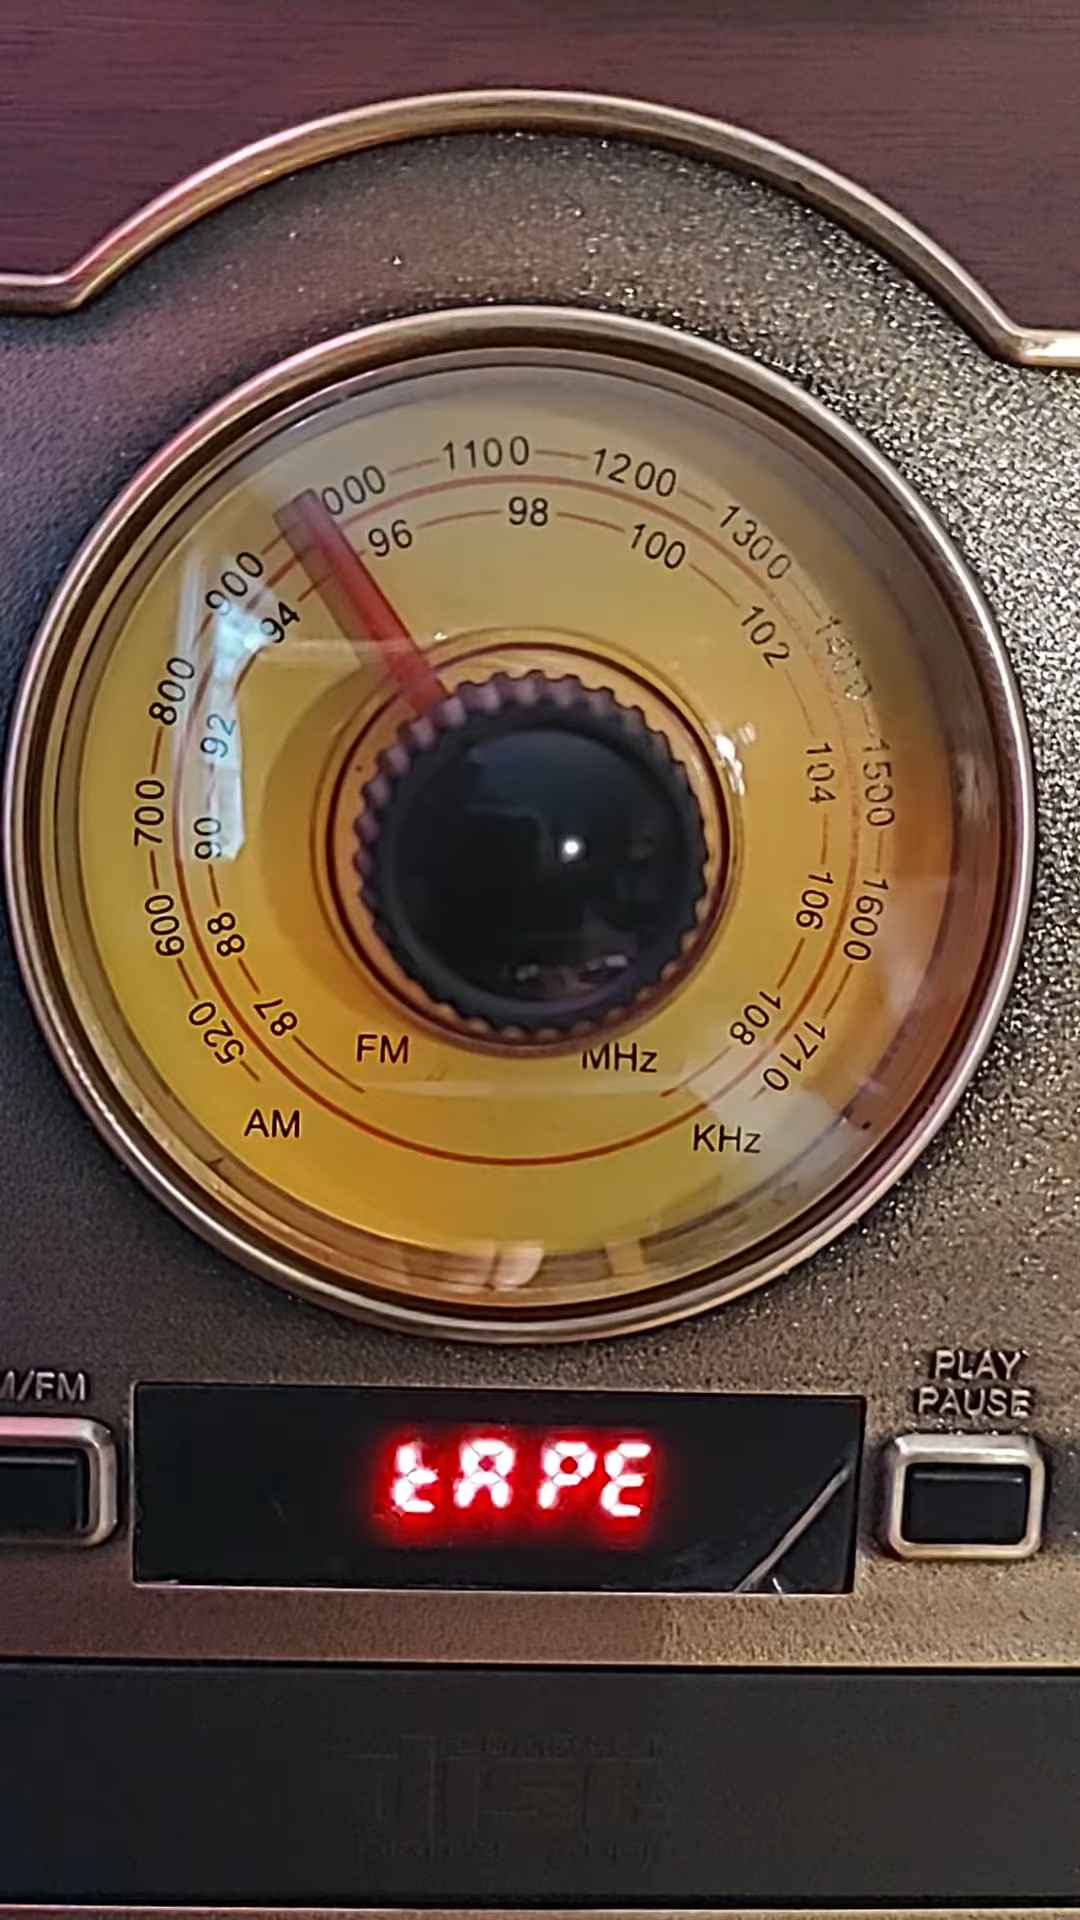 800 900 000 1100 1200 1300 1400 1500 1600 1710
92 94 96 98 100 102 104 106 108
700 600 520
90 88 87
FM MHz
AM KHz
M/FM
PLAY
PAUSE
tAPE